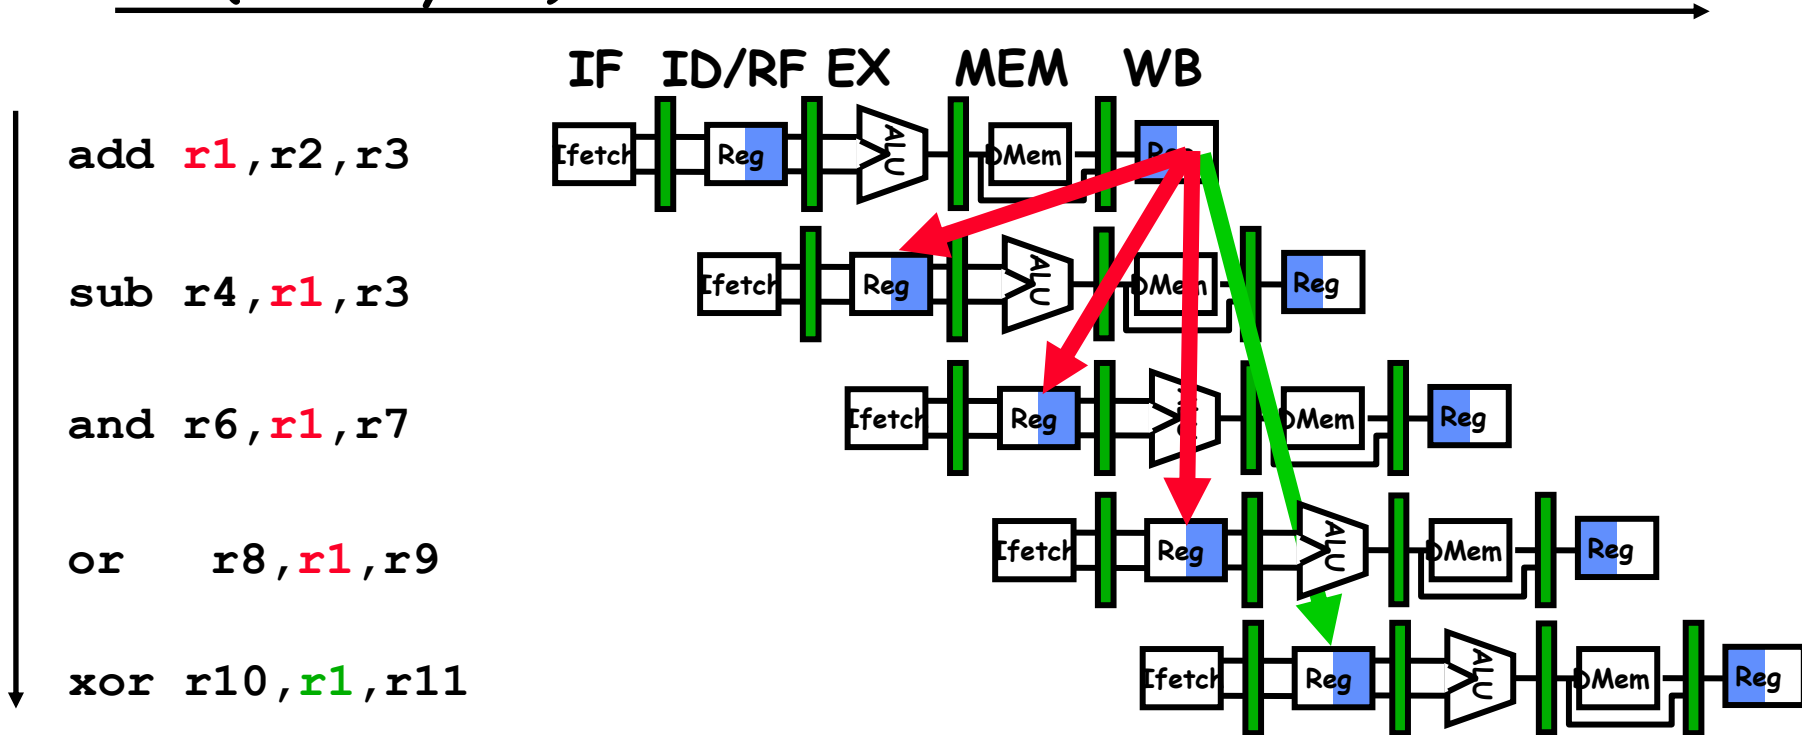 IF ID/RF EX MEM WB
add r1,r2,r3 Ifetch Reg ALU DMem Reg
sub r4,r1,r3 Ifetch Reg ALU DMem Reg
and r6,r1,r7 Ifetch Reg DMem Reg
or r8,r1,r9 Ifetch Reg ALU DMem Reg
xor r10,r1,r11 Ifetch Reg ALU DMem Reg